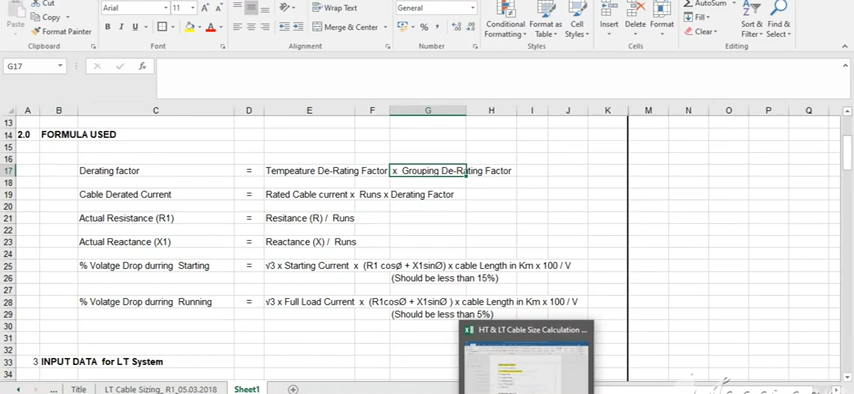 Cut
Copy
Paste
Format Painter
Clipboard
Arial
11
B I U
Font
Wrap Text
Merge & Center
Alignment
General
%
Number
Conditional Formatting
Format as Table
Cell Styles
Styles
Insert
Delete
Format
Cells
AutoSum
Fill
Clear
Sort & Filter
Find & Select
Editing
G17
fx
A B C D E F G H I J K M N O P Q
13
14 2.0 FORMULA USED
15
16
17 Derating factor = Tempeature De-Rating Factor x Grouping De-Rating Factor
18
19 Cable Derated Current = Rated Cable current x Runs x Derating Factor
20
21 Actual Resistance (R1) = Resitance (R) / Runs
22
23 Actual Reactance (X1) = Reactance (X) / Runs
24
25 % Volatge Drop durring Starting = √3 x Starting Current x (R1 cosø + X1sinØ) x cable Length in Km x 100 / V
26 (Should be less than 15%)
27
28 % Volatge Drop durring Running = √3 x Full Load Current x (R1cosØ + X1sinØ ) x cable Length in Km x 100 / V
29 (Should be less than 5%)
30
31
32
33 3 INPUT DATA for LT System
34
HT & LT Cable Size Calculation ...
... Title LT Cable Sizing_ R1_05.03.2018 Sheet1